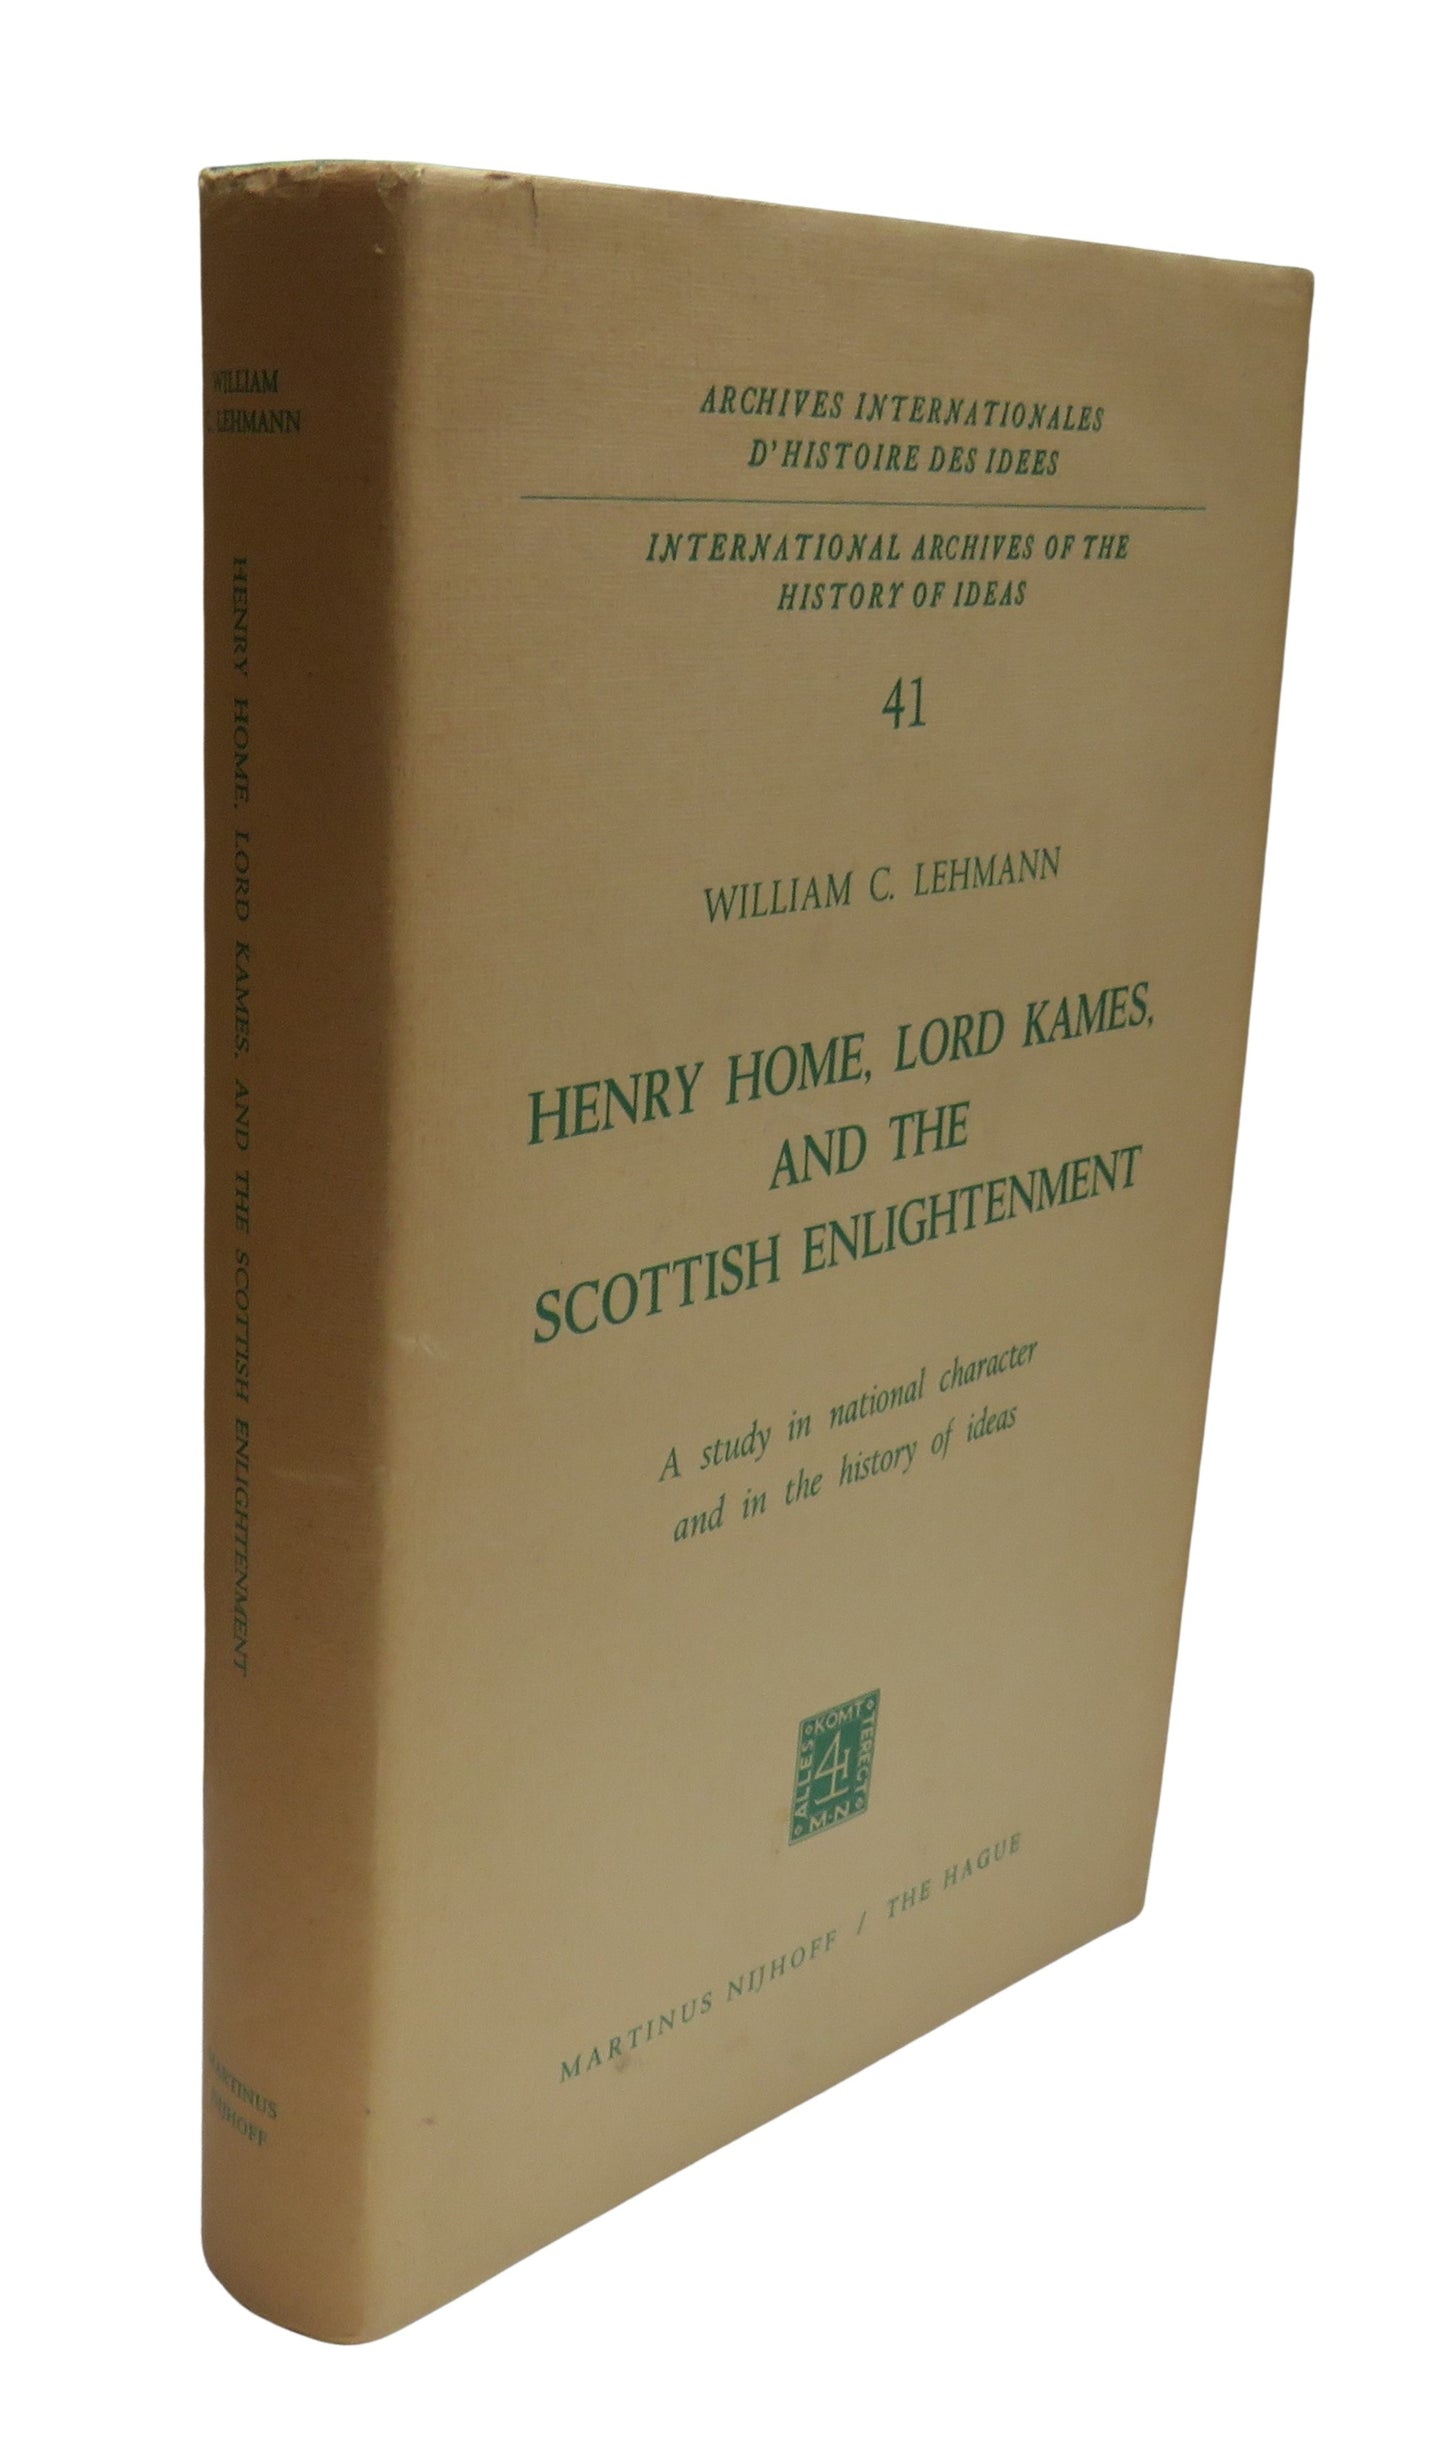 WILLIAM
C. LEHMANN
HENRY HOME, LORD KAMES, AND THE SCOTTISH ENLIGHTENMENT
MARTINUS
NIJHOFF
ARCHIVES INTERNATIONALES
D'HISTOIRE DES IDEES
INTERNATIONAL ARCHIVES OF THE
HISTORY OF IDEAS
41
WILLIAM C. LEHMANN
HENRY HOME, LORD KAMES,
AND THE
SCOTTISH ENLIGHTENMENT
A study in national character
and in the history of ideas
ALLES KOMT TERECHT
4
M·N
MARTINUS NIJHOFF / THE HAGUE